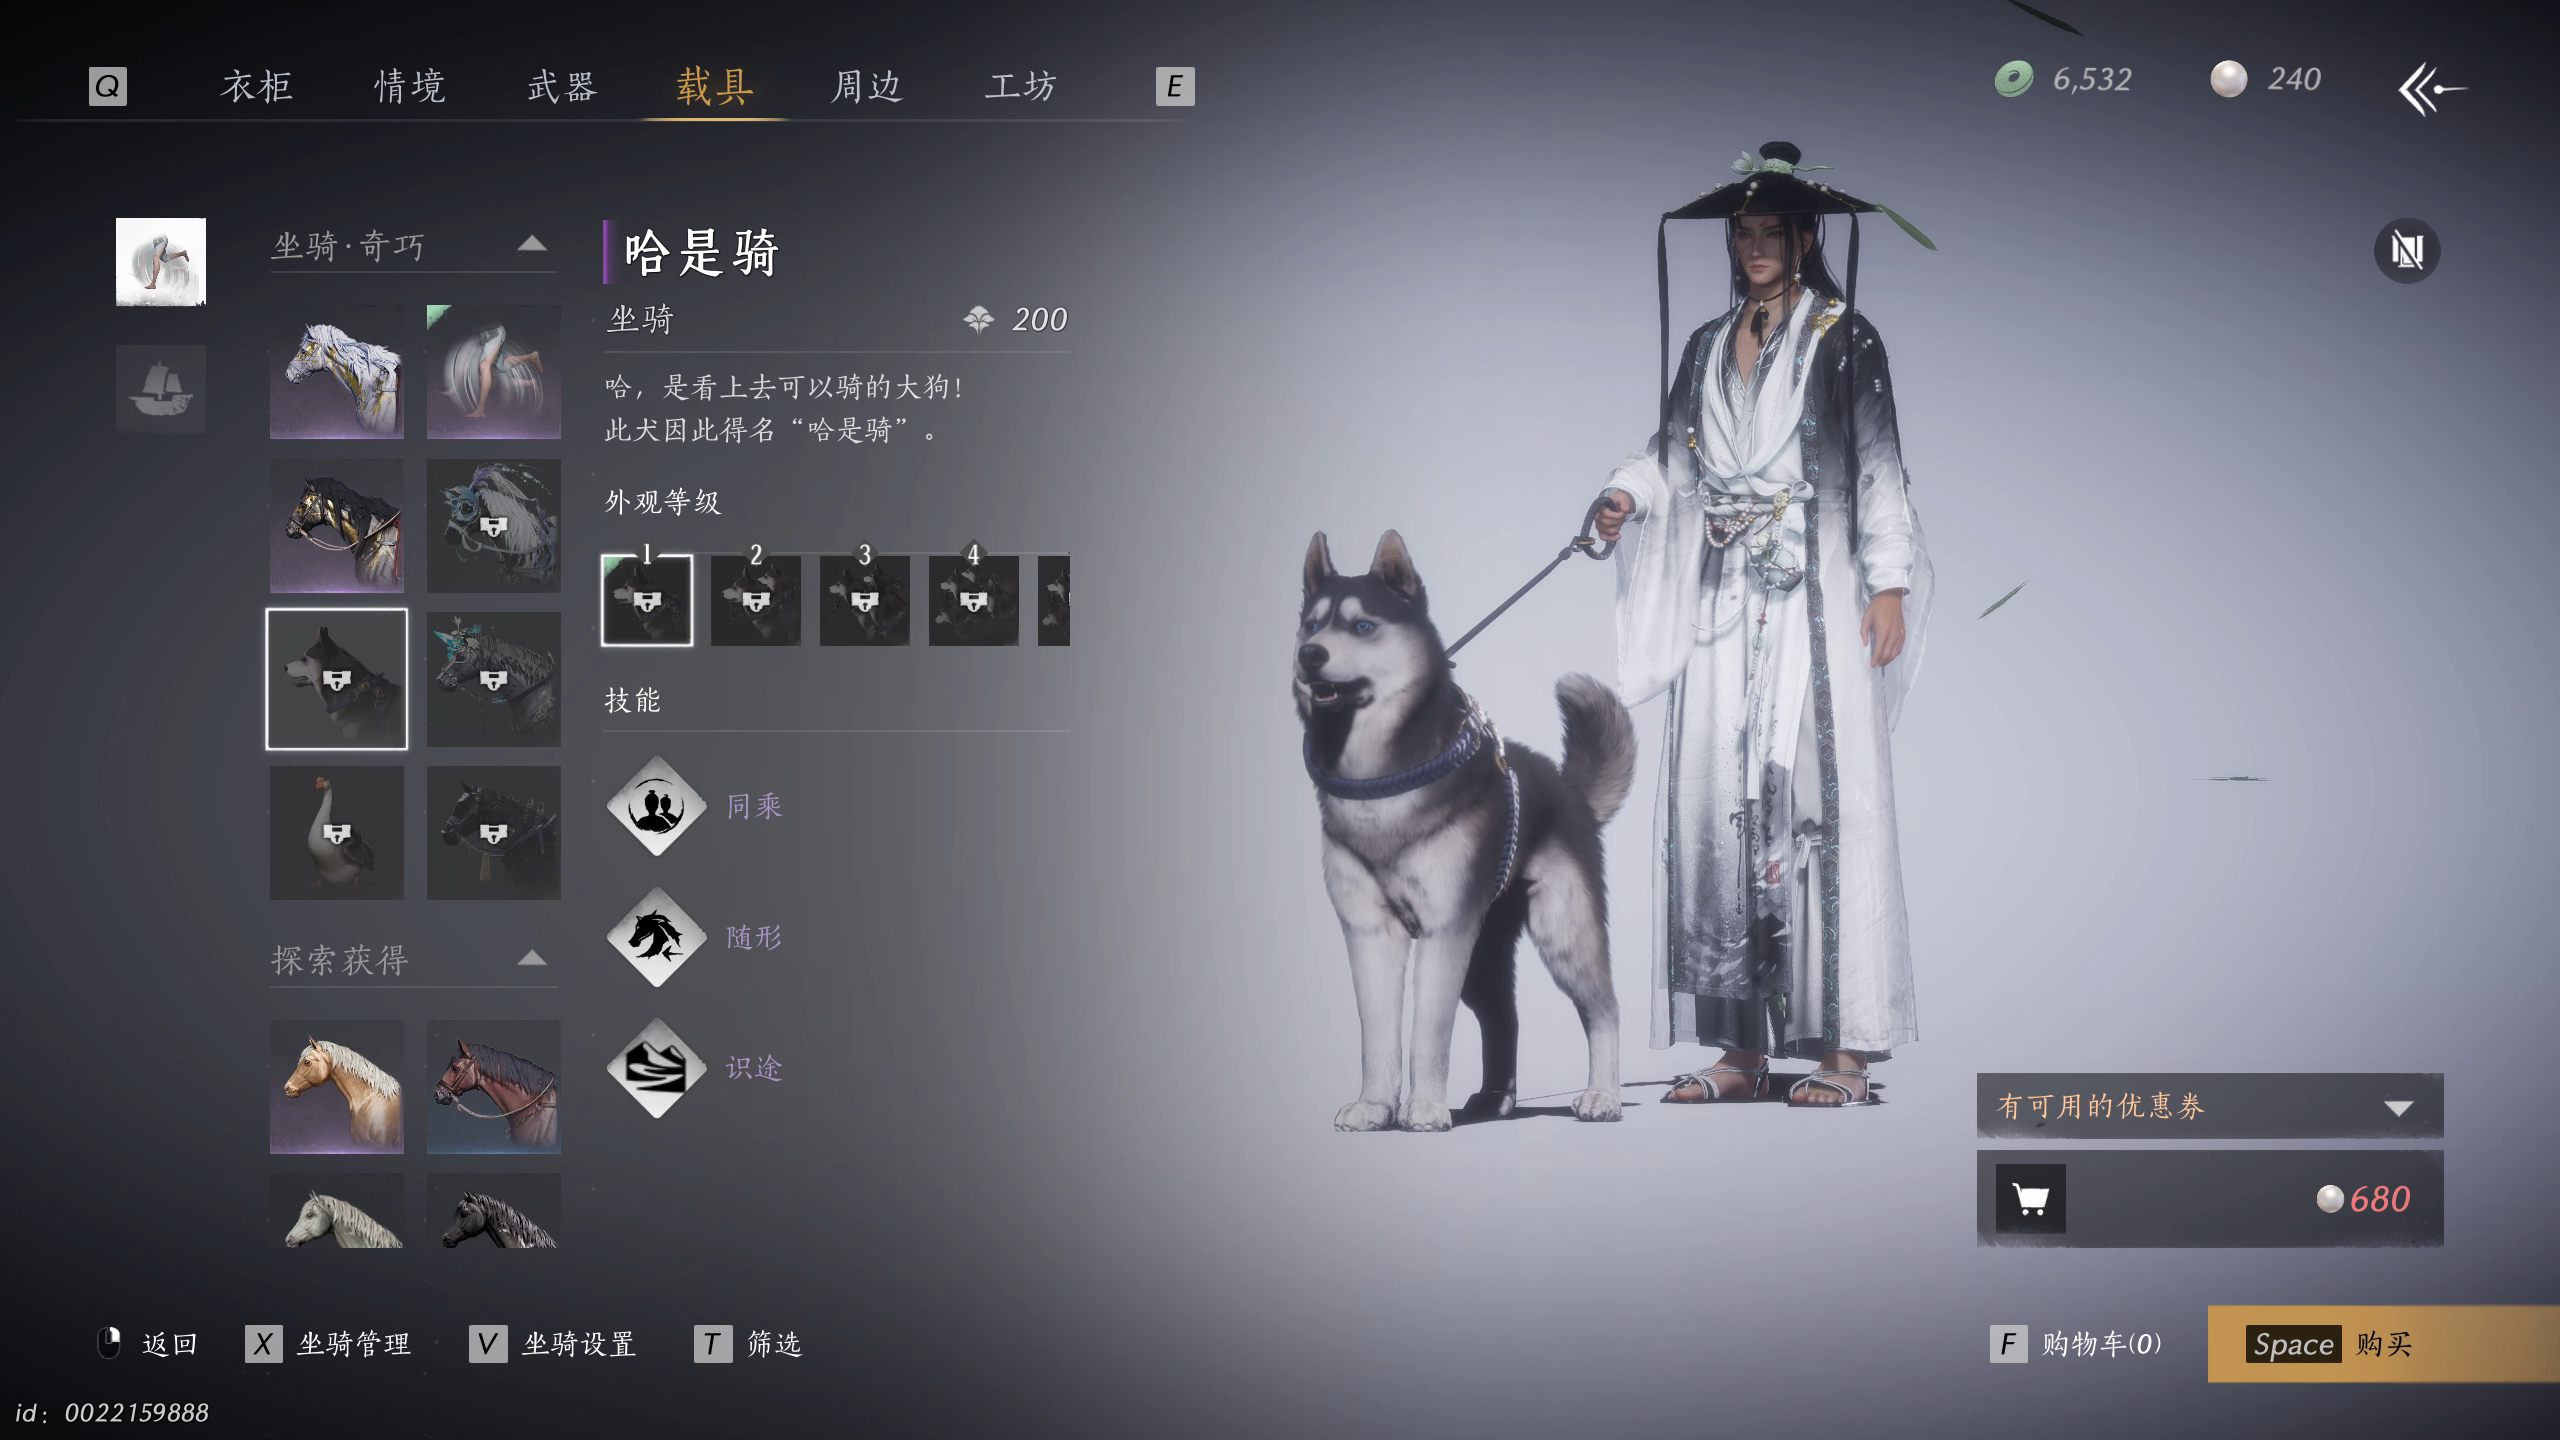 Q 衣柜 情境 武器 载具 周边 工坊 E 6,532 240
坐骑·奇巧
哈是骑
坐骑 200
哈，是看上去可以骑的大狗！
此犬因此得名“哈是骑”。
外观等级
1 2 3 4
技能
同乘
随形
探索获得
识途
有可用的优惠券
680
返回 X 坐骑管理 V 坐骑设置 T 筛选 F 购物车(0) Space 购买
id: 0022159888